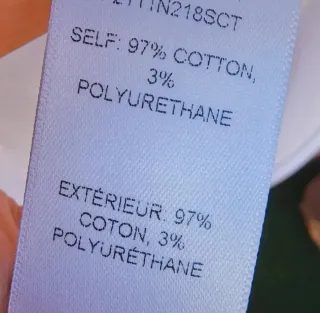 SELF: 97% COTTON,
3%
POLYURETHANE
EXTÉRIEUR: 97%
COTON, 3%
POLYURÉTHANE